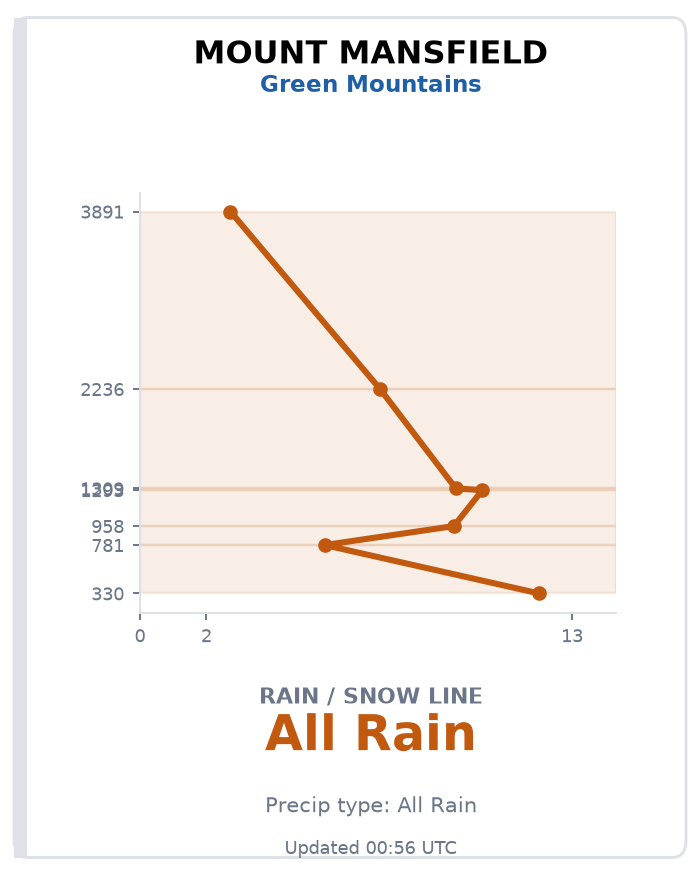 MOUNT MANSFIELD
Green Mountains
3891
2236
958
781
330
0 2 13
RAIN / SNOW LINE
All Rain
Precip type: All Rain
Updated 00:56 UTC